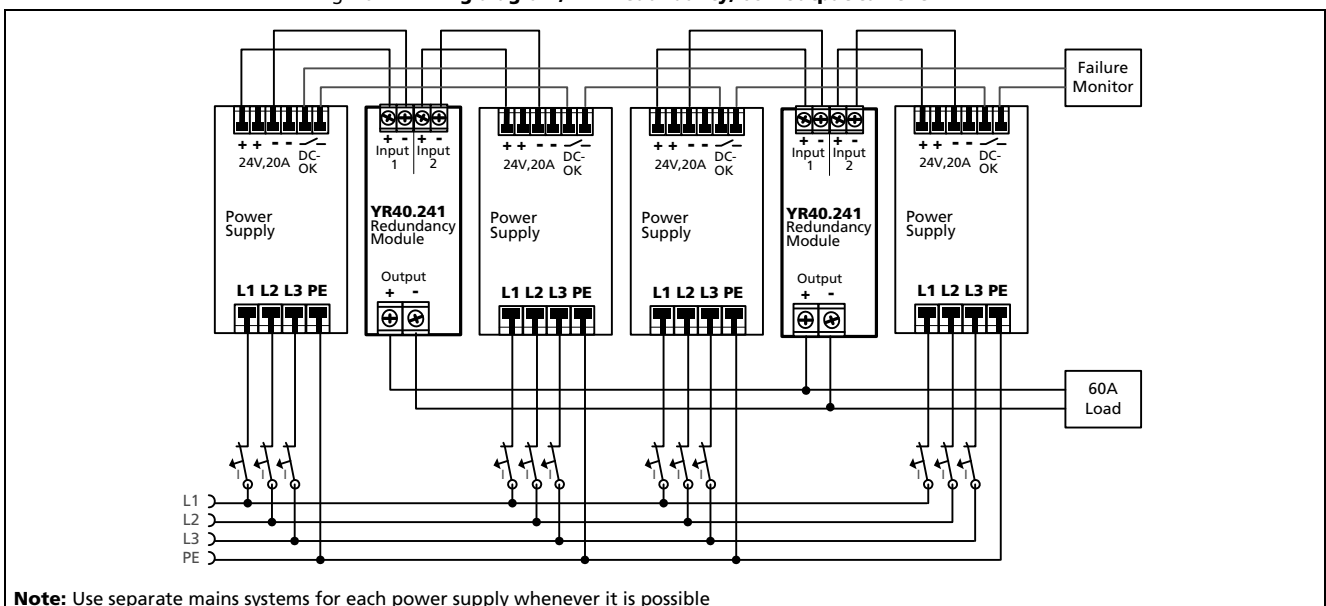 Failure
Monitor
+ + - -
24V,20A
DC-
OK
Power
Supply
L1 L2 L3 PE
+ - + -
Input
1
Input
2
YR40.241
Redundancy
Module
Output
+ -
+ + - -
24V,20A
DC-
OK
Power
Supply
L1 L2 L3 PE
+ + - -
24V,20A
DC-
OK
Power
Supply
L1 L2 L3 PE
+ - + -
Input
1
Input
2
YR40.241
Redundancy
Module
Output
+ -
+ + - -
24V,20A
DC-
OK
Power
Supply
L1 L2 L3 PE
60A
Load
I I I
I I I
I I I
I I I
L1
L2
L3
PE
Note: Use separate mains systems for each power supply whenever it is possible